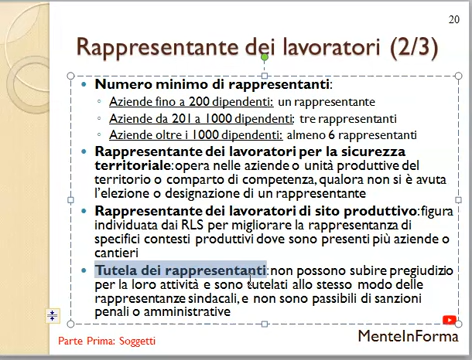 20
Rappresentante dei lavoratori (2/3)
Numero minimo di rappresentanti:
Aziende fino a 200 dipendenti: un rappresentante
Aziende da 201 a 1000 dipendenti: tre rappresentanti
Aziende oltre i 1000 dipendenti: almeno 6 rappresentanti
Rappresentante dei lavoratori per la sicurezza
territoriale:opera nelle aziende o unità produttive del
territorio o comparto di competenza, qualora non si è avuta
l'elezione o designazione di un rappresentante
Rappresentante dei lavoratori di sito produttivo:figura
individuata dai RLS per migliorare la rappresentanza di
specifici contesti produttivi dove sono presenti più aziende o
cantieri
Tutela dei rappresentanti:non possono subire pregiudizio
per la loro attività e sono tutelati allo stesso modo delle
rappresentanze sindacali, e non sono passibili di sanzioni
penali o amministrative
Parte Prima: Soggetti
MenteInForma